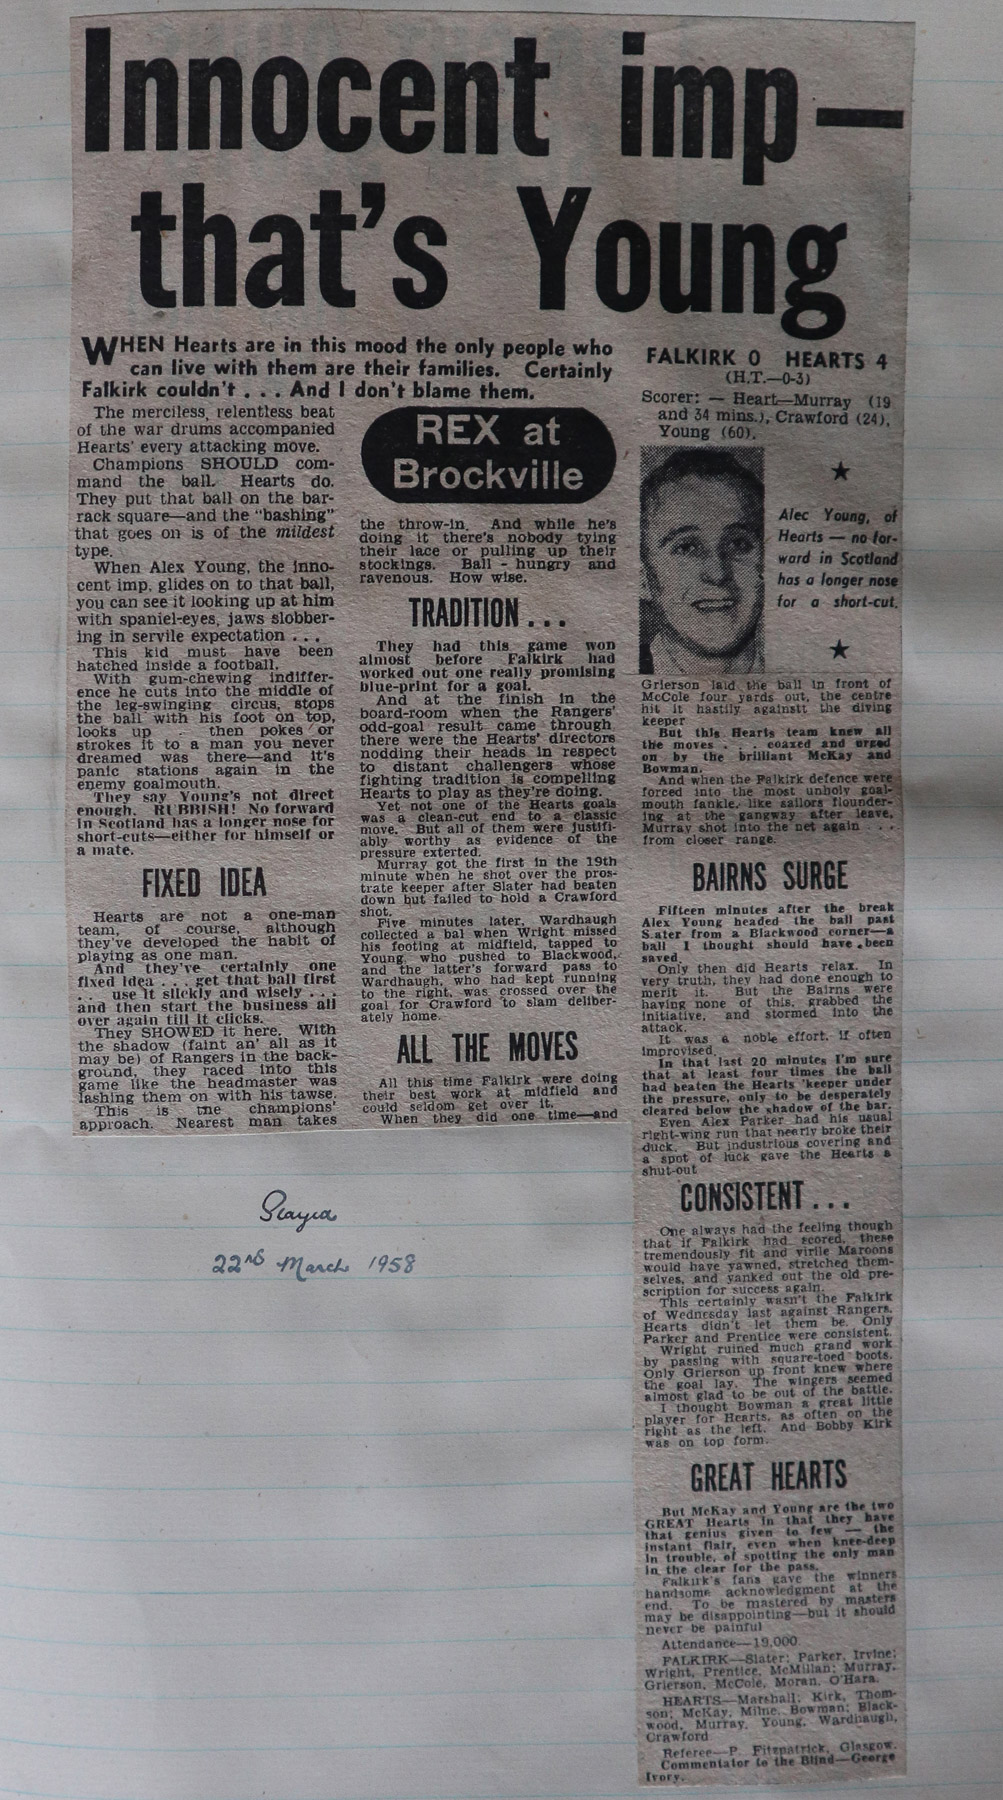 Innocent imp—
that's Young
WHEN Hearts are in this mood the only people who
can live with them are their families. Certainly
Falkirk couldn't . . . And I don't blame them.
The merciless, relentless beat
of the war drums accompanied
Hearts' every attacking move.
Champions SHOULD com-
mand the ball. Hearts do.
They put that ball on the bar-
rack square—and the "bashing"
that goes on is of the mildest
type.
When Alex Young, the inno-
cent imp, glides on to that ball,
you can see it looking up at him
with spaniel-eyes, jaws slobber-
ing in servile expectation . . .
This kid must have been
hatched inside a football.
With gum-chewing indiffer-
ence he cuts into the middle of
the leg-swinging circus, stops
the ball with his foot on top,
looks up . then pokes or
strokes it to a man you never
dreamed was there—and it's
panic stations again in the
enemy goalmouth.
They say Young's not direct
enough. RUBBISH! No forward
in Scotland has a longer nose for
short-cuts—either for himself or
a mate.
FIXED IDEA
Hearts are not a one-man
team, of course, although
they've developed the habit of
playing as one man.
And they've certainly one
fixed idea . . . get that ball first
. . use it slickly and wisely . . .
and then start the business all
over again till it clicks.
They SHOWED it here. With
the shadow (faint an' all as it
may be) of Rangers in the back-
ground, they raced into this
game like the headmaster was
lashing them on with his tawse.
This is the champions'
approach. Nearest man takes
REX at
Brockville
the throw-in. And while he's
doing it there's nobody tying
their lace or pulling up their
stockings. Ball - hungry and
ravenous. How wise.
TRADITION . . .
They had this game won
almost before Falkirk had
worked out one really promising
blue-print for a goal.
And at the finish in the
board-room when the Rangers'
odd-goal result came through
there were the Hearts' directors
nodding their heads in respect
to distant challengers whose
fighting tradition is compelling
Hearts to play as they're doing.
Yet not one of the Hearts goals
was a clean-cut end to a classic
move. But all of them were justifi-
ably worthy as evidence of the
pressure exterted.
Murray got the first in the 19th
minute when he shot over the pros-
trate keeper after Slater had beaten
down but failed to hold a Crawford
shot.
Five minutes later, Wardhaugh
collected a bal when Wright missed
his footing at midfield, tapped to
Young, who pushed to Blackwood,
and the latter's forward pass to
Wardhaugh, who had kept running
to the right, was crossed over the
goal for Crawford to slam deliber-
ately home.
ALL THE MOVES
All this time Falkirk were doing
their best work at midfield and
could seldom get over it.
When they did one time—and
FALKIRK 0 HEARTS 4
(H.T.—0-3)
Scorer: — Heart—Murray (19
and 34 mins.), Crawford (24),
Young (60).
Alec Young, of
Hearts — no for-
ward in Scotland
has a longer nose
for a short-cut.
Grierson laid the ball in front of
McCole four yards out, the centre
hit it hastily againstt the diving
keeper
But this Hearts team knew all
the moves . . . coaxed and urged
on by the brilliant McKay and
Bowman.
And when the Falkirk defence were
forced into the most unholy goal-
mouth fankle, like sailors flounder-
ing at the gangway after leave,
Murray shot into the net again . . .
from closer range.
BAIRNS SURGE
Fifteen minutes after the break
Alex Young headed the ball past
Slater from a Blackwood corner—a
ball I thought should have been
saved.
Only then did Hearts relax. In
very truth, they had done enough to
merit it. But the Bairns were
having none of this, grabbed the
initiative, and stormed into the
attack.
It was a noble effort, if often
improvised.
In that last 20 minutes I'm sure
that at least four times the ball
had beaten the Hearts 'keeper under
the pressure, only to be desperately
cleared below the shadow of the bar.
Even Alex Parker had his usual
right-wing run that nearly broke their
duck. But industrious covering and
a spot of luck gave the Hearts a
shut-out
CONSISTENT . . .
One always had the feeling though
that if Falkirk had scored, these
tremendously fit and virile Maroons
would have yawned, stretched them-
selves, and yanked out the old pre-
scription for success again.
This certainly wasn't the Falkirk
of Wednesday last against Rangers.
Hearts didn't let them be. Only
Parker and Prentice were consistent.
Wright ruined much grand work
by passing with square-toed boots.
Only Grierson up front knew where
the goal lay. The wingers seemed
almost glad to be out of the battle.
I thought Bowman a great little
player for Hearts, as often on the
right as the left. And Bobby Kirk
was on top form.
GREAT HEARTS
But McKay and Young are the two
GREAT Hearts in that they have
that genius given to few — the
instant flair, even when knee-deep
in trouble, of spotting the only man
in the clear for the pass.
Falkirk's fans gave the winners
handsome acknowledgment at the
end. To be mastered by masters
may be disappointing—but it should
never be painful
Attendance—19,000
FALKIRK—Slater; Parker, Irvine;
Wright, Prentice, McMillan; Murray,
Grierson, McCole, Moran, O'Hara.
HEARTS—Marshall; Kirk, Thom-
son; McKay, Milne, Bowman; Black-
wood, Murray, Young, Wardhaugh,
Crawford
Referee—P. Fitzpatrick, Glasgow.
Commentator to the Blind—George
Ivory.
Played
22nd March 1958